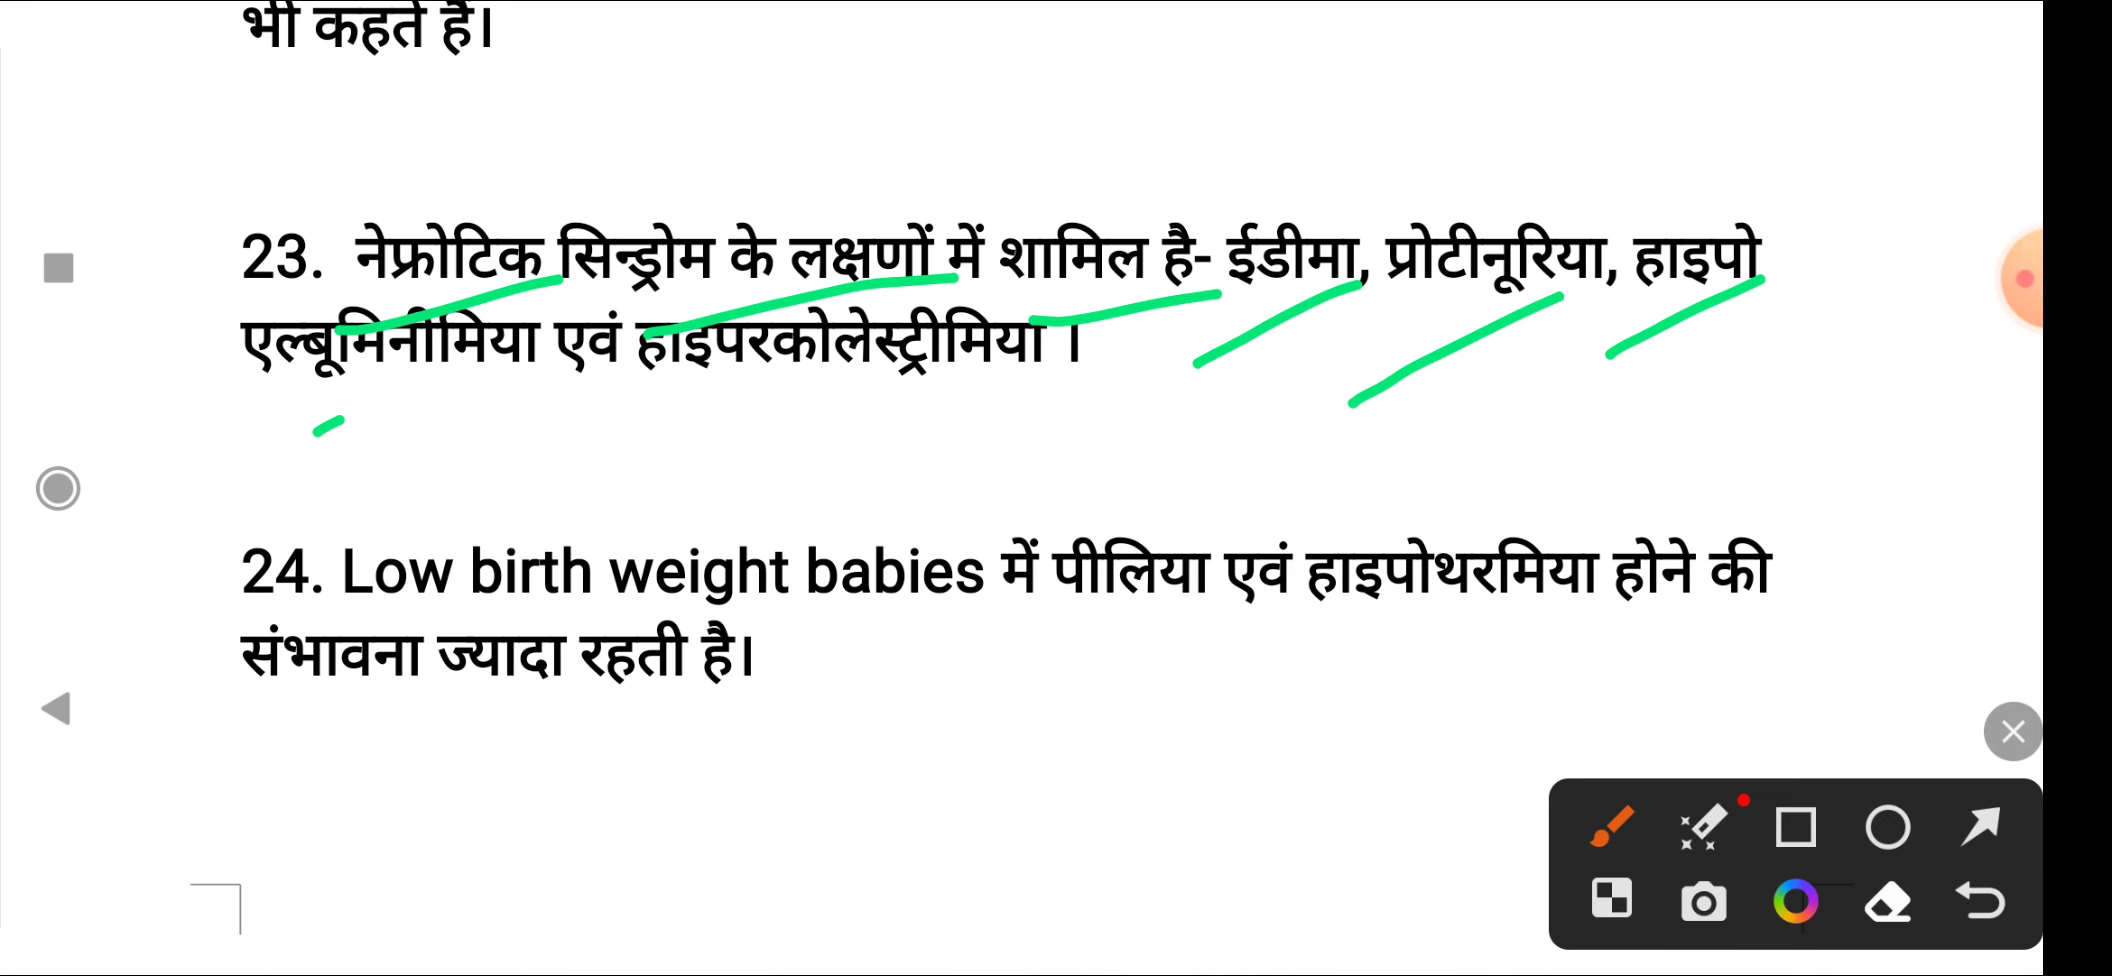 भी कहते हैं।
23. नेफ्रोटिक सिन्ड्रोम के लक्षणों में शामिल है- ईडीमा, प्रोटीनूरिया, हाइपो
एल्बूमिनीमिया एवं हाइपरकोलेस्ट्रीमिया ।
24. Low birth weight babies में पीलिया एवं हाइपोथरमिया होने की
संभावना ज्यादा रहती है।